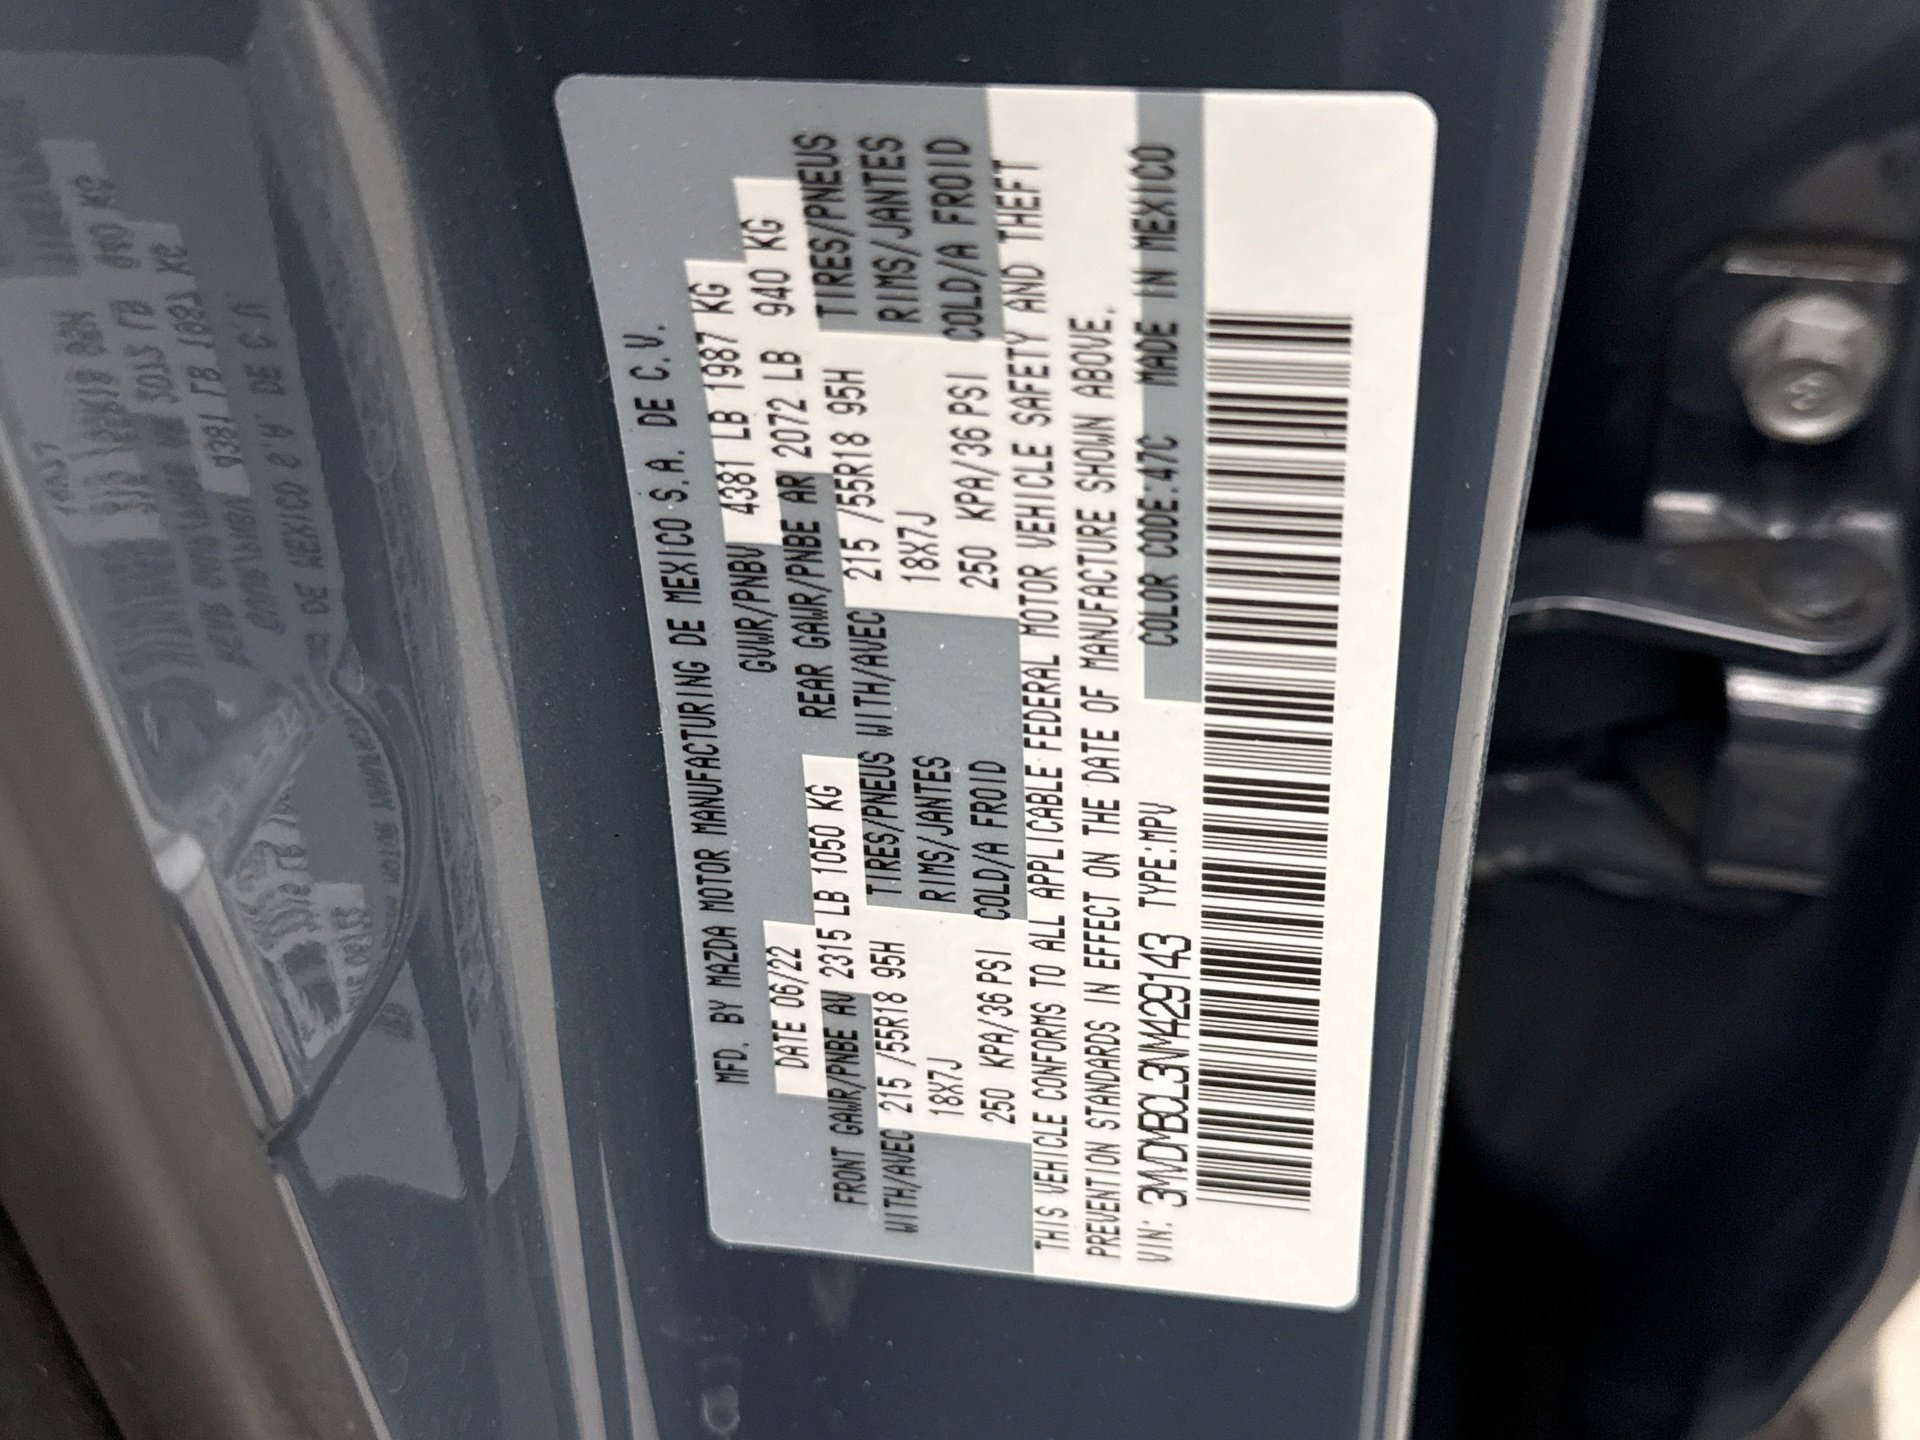 MFD. BY MAZDA MOTOR MANUFACTURING DE MEXICO S.A. DE C.V.
DATE 06/22 GVWR/PNBV 4381 LB 1987 KG
FRONT GAWR/PNBE AV 2315 LB 1050 KG REAR GAWR/PNBE AR 2072 LB 940 KG
WITH/AVEC 215 /55R18 95H TIRES/PNEUS WITH/AVEC 215 /55R18 95H TIRES/PNEUS
18X7J RIMS/JANTES 18X7J RIMS/JANTES
250 KPA/36 PSI COLD/A FROID 250 KPA/36 PSI COLD/A FROID
THIS VEHICLE CONFORMS TO ALL APPLICABLE FEDERAL MOTOR VEHICLE SAFETY AND THEFT
PREVENTION STANDARDS IN EFFECT ON THE DATE OF MANUFACTURE SHOWN ABOVE.
VIN: 3MVDMBCL3NM429143 TYPE:MPV COLOR CODE:47C MADE IN MEXICO